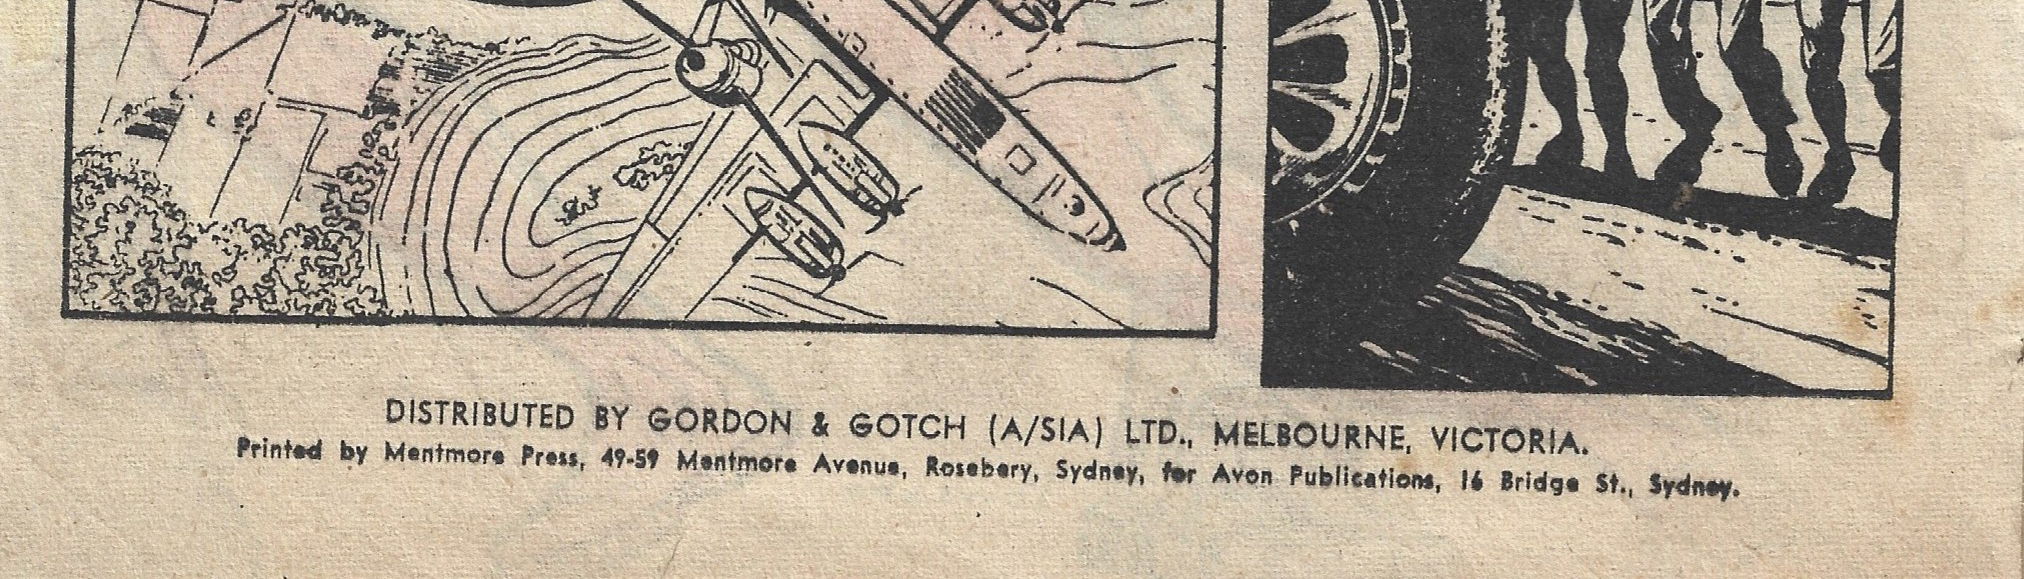 DISTRIBUTED BY GORDON & GOTCH (A/SIA) LTD., MELBOURNE, VICTORIA.
Printed by Mentmore Press, 49-59 Mentmore Avenue, Rosebery, Sydney, for Avon Publications, 16 Bridge St., Sydney.